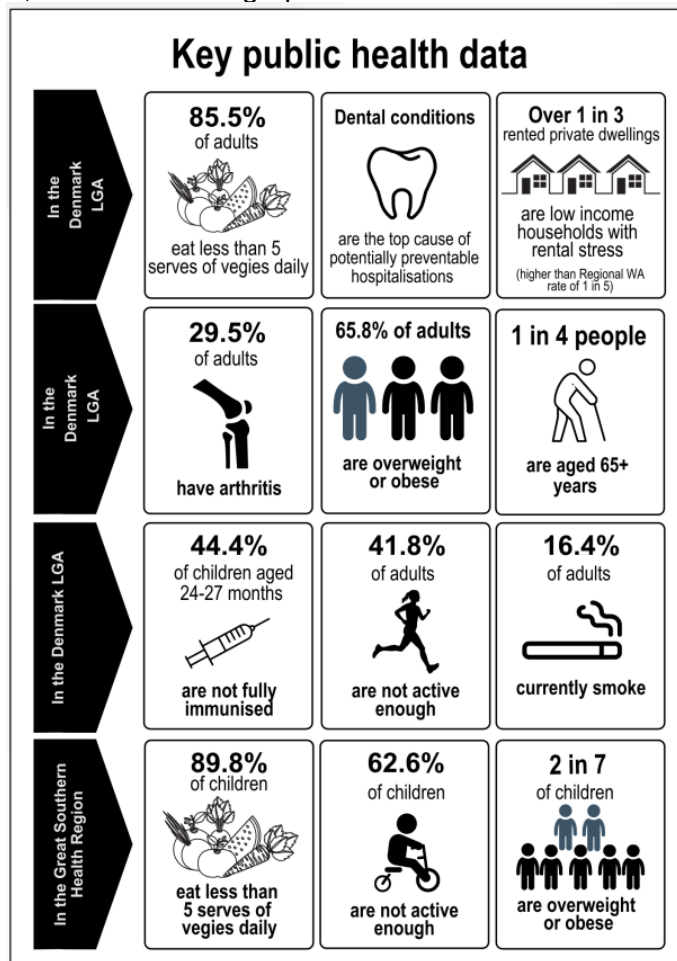 Key public health data
In the
Denmark
LGA
85.5%
of adults
eat less than 5
serves of vegies daily
Dental conditions
are the top cause of
potentially preventable
hospitalisations
Over 1 in 3
rented private dwellings
are low income
households with
rental stress
(higher than Regional WA
rate of 1 in 5)
In the
Denmark
LGA
29.5%
of adults
have arthritis
65.8% of adults
are overweight
or obese
1 in 4 people
are aged 65+
years
In the Denmark LGA
44.4%
of children aged
24-27 months
are not fully
immunised
41.8%
of adults
are not active
enough
16.4%
of adults
currently smoke
In the Great Southern
Health Region
89.8%
of children
eat less than
5 serves of
vegies daily
62.6%
of children
are not active
enough
2 in 7
of children
are overweight
or obese